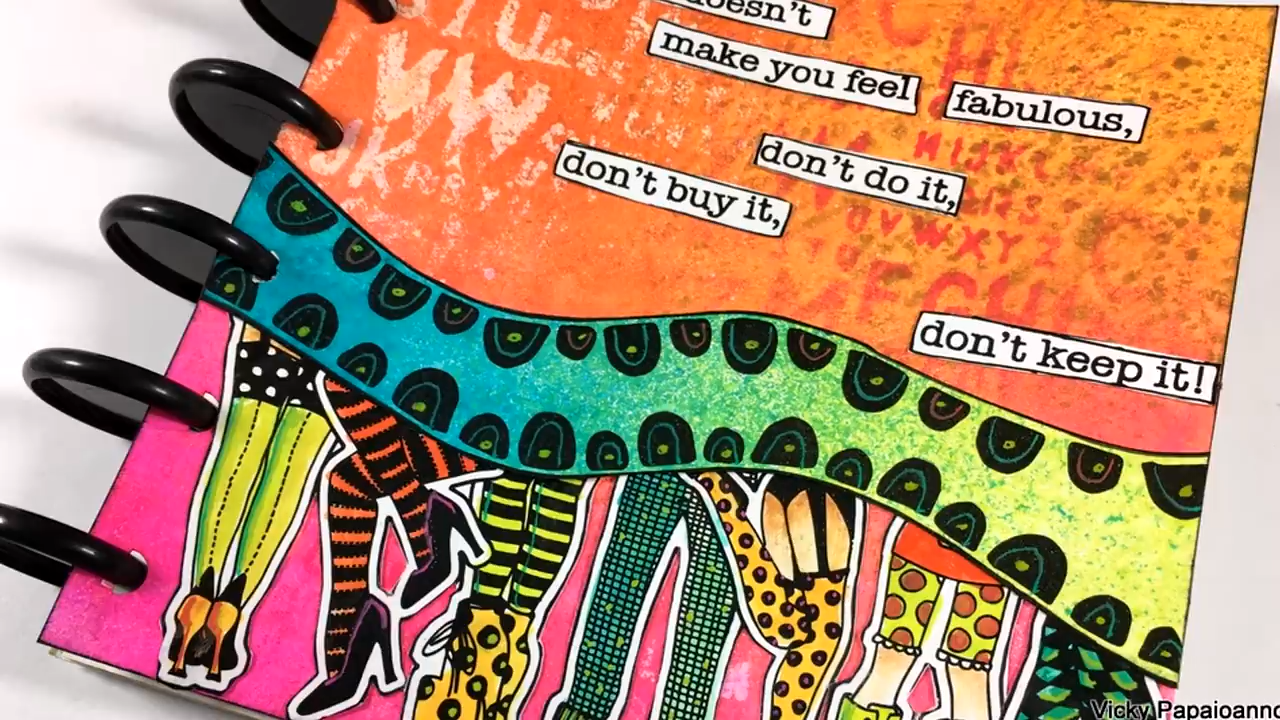 doesn't
make you feel
fabulous,
don't do it,
don't buy it,
don't keep it!
Vicky Papaioanno